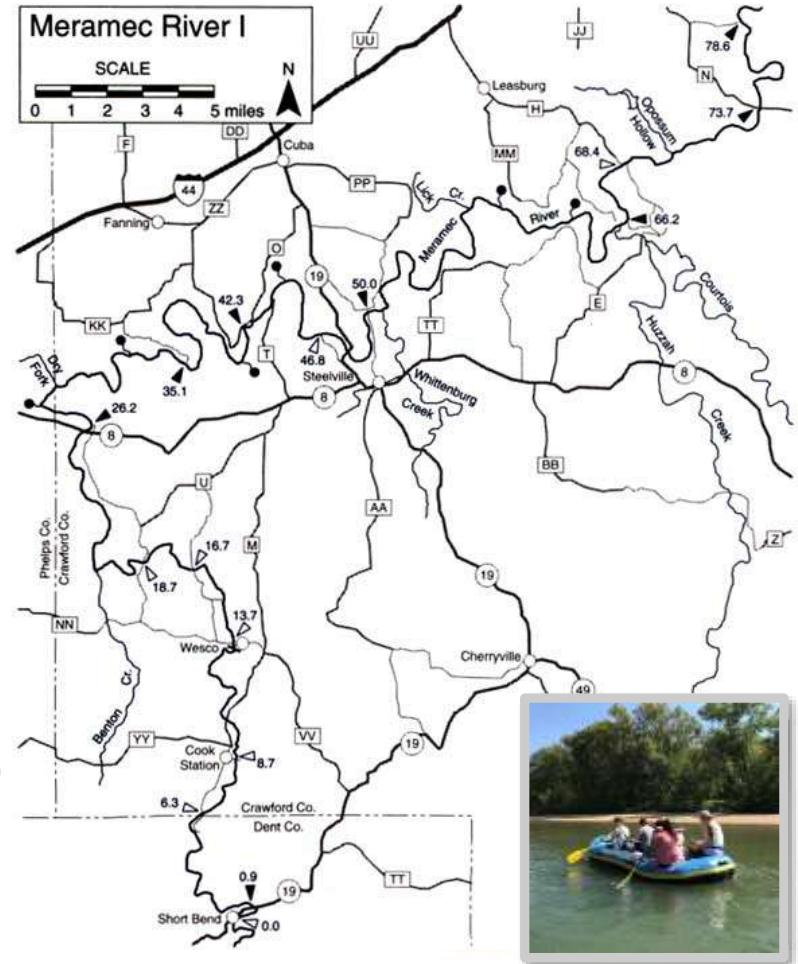 Meramec River I
SCALE
0 1 2 3 4 5 miles
N
UU
JJ
78.6
N
73.7
Leasburg
H
Opossum
Hollow
F
DD
Cuba
MM
68.4
44
PP
Lick Cr.
Fanning
ZZ
Meramec
River
66.2
O
19
50.0
Courtois
42.3
E
KK
TT
Huzzah
T
46.8
Dry
Fork
35.1
Steelville
8
Whittenburg
Creek
8
26.2
8
Creek
BB
U
AA
Phelps Co.
Crawford Co.
16.7
M
Z
18.7
19
NN
13.7
Wesco
Cherryville
Benton Cr.
49
YY
VV
19
Cook
Station
8.7
6.3
Crawford Co.
Dent Co.
0.9
19
TT
Short Bend
0.0